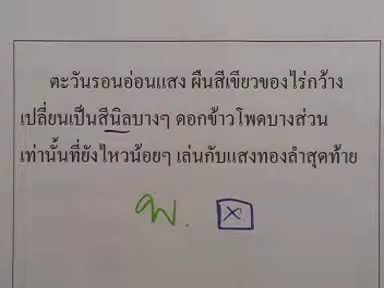 ตะวันรอนอ่อนแสง ผืนสีเขียวของไร่กว้าง
เปลี่ยนเป็นสีนิลบางๆ ดอกข้าวโพดบางส่วน
เท่านั้นที่ยังไหวน้อยๆ เล่นกับแสงทองลำสุดท้าย
พ. x